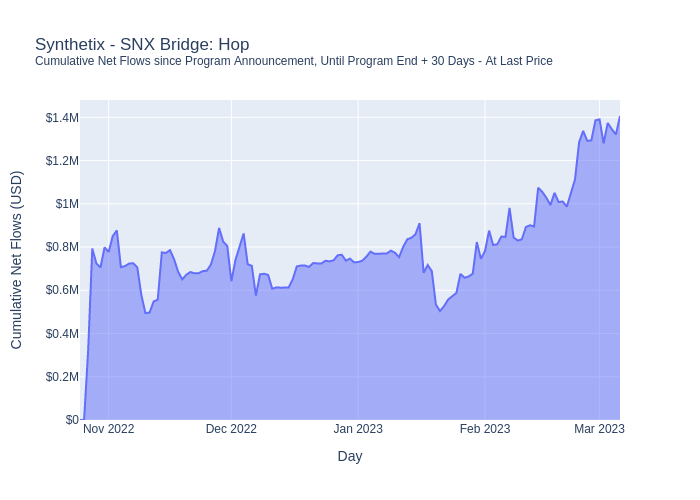 Synthetix - SNX Bridge: Hop
Cumulative Net Flows since Program Announcement, Until Program End + 30 Days - At Last Price
$1.4M
$1.2M
$1M
$0.8M
$0.6M
$0.4M
$0.2M
$0
Cumulative Net Flows (USD)
Nov 2022
Dec 2022
Jan 2023
Feb 2023
Mar 2023
Day